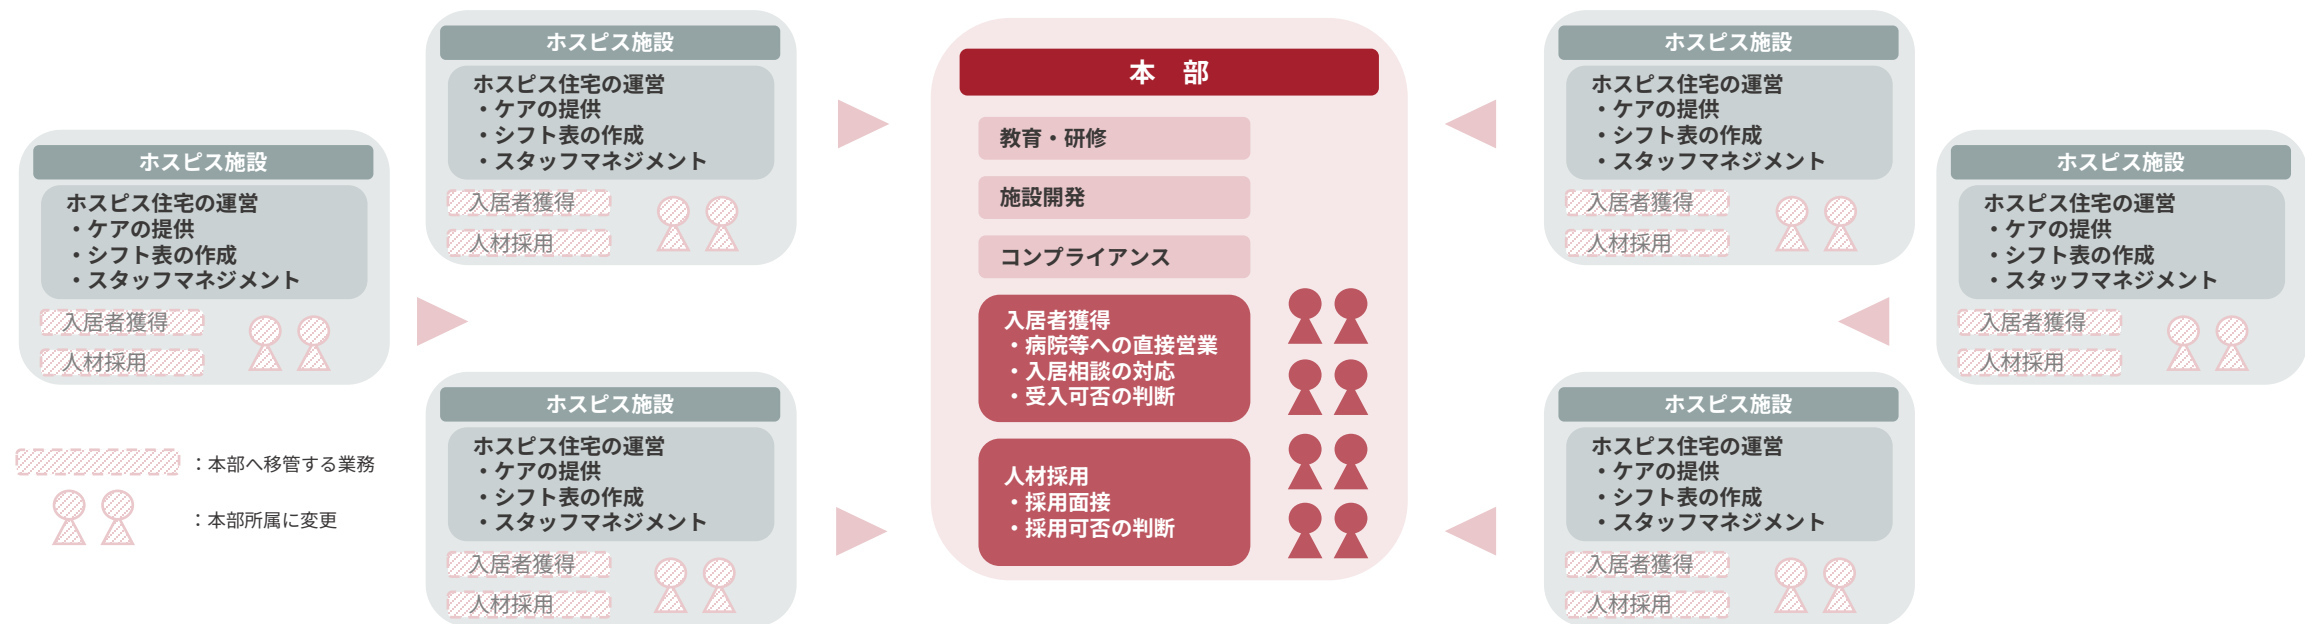 ホスピス施設
ホスピス住宅の運営
・ケアの提供
・シフト表の作成
・スタッフマネジメント
入居者獲得
人材採用
ホスピス施設
ホスピス住宅の運営
・ケアの提供
・シフト表の作成
・スタッフマネジメント
入居者獲得
人材採用
ホスピス施設
ホスピス住宅の運営
・ケアの提供
・シフト表の作成
・スタッフマネジメント
入居者獲得
人材採用
：本部へ移管する業務
：本部所属に変更
本　部
教育・研修
施設開発
コンプライアンス
入居者獲得
・病院等への直接営業
・入居相談の対応
・受入可否の判断
人材採用
・採用面接
・採用可否の判断
ホスピス施設
ホスピス住宅の運営
・ケアの提供
・シフト表の作成
・スタッフマネジメント
入居者獲得
人材採用
ホスピス施設
ホスピス住宅の運営
・ケアの提供
・シフト表の作成
・スタッフマネジメント
入居者獲得
人材採用
ホスピス施設
ホスピス住宅の運営
・ケアの提供
・シフト表の作成
・スタッフマネジメント
入居者獲得
人材採用